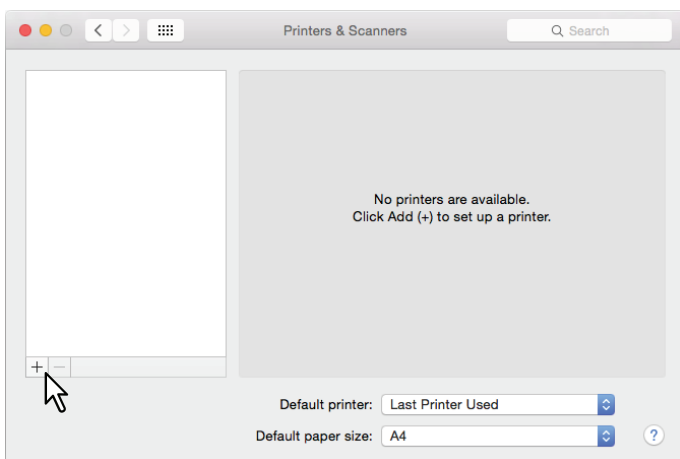 Printers & Scanners
Search
No printers are available.
Click Add (+) to set up a printer.
+ −
Default printer: Last Printer Used
Default paper size: A4 ?